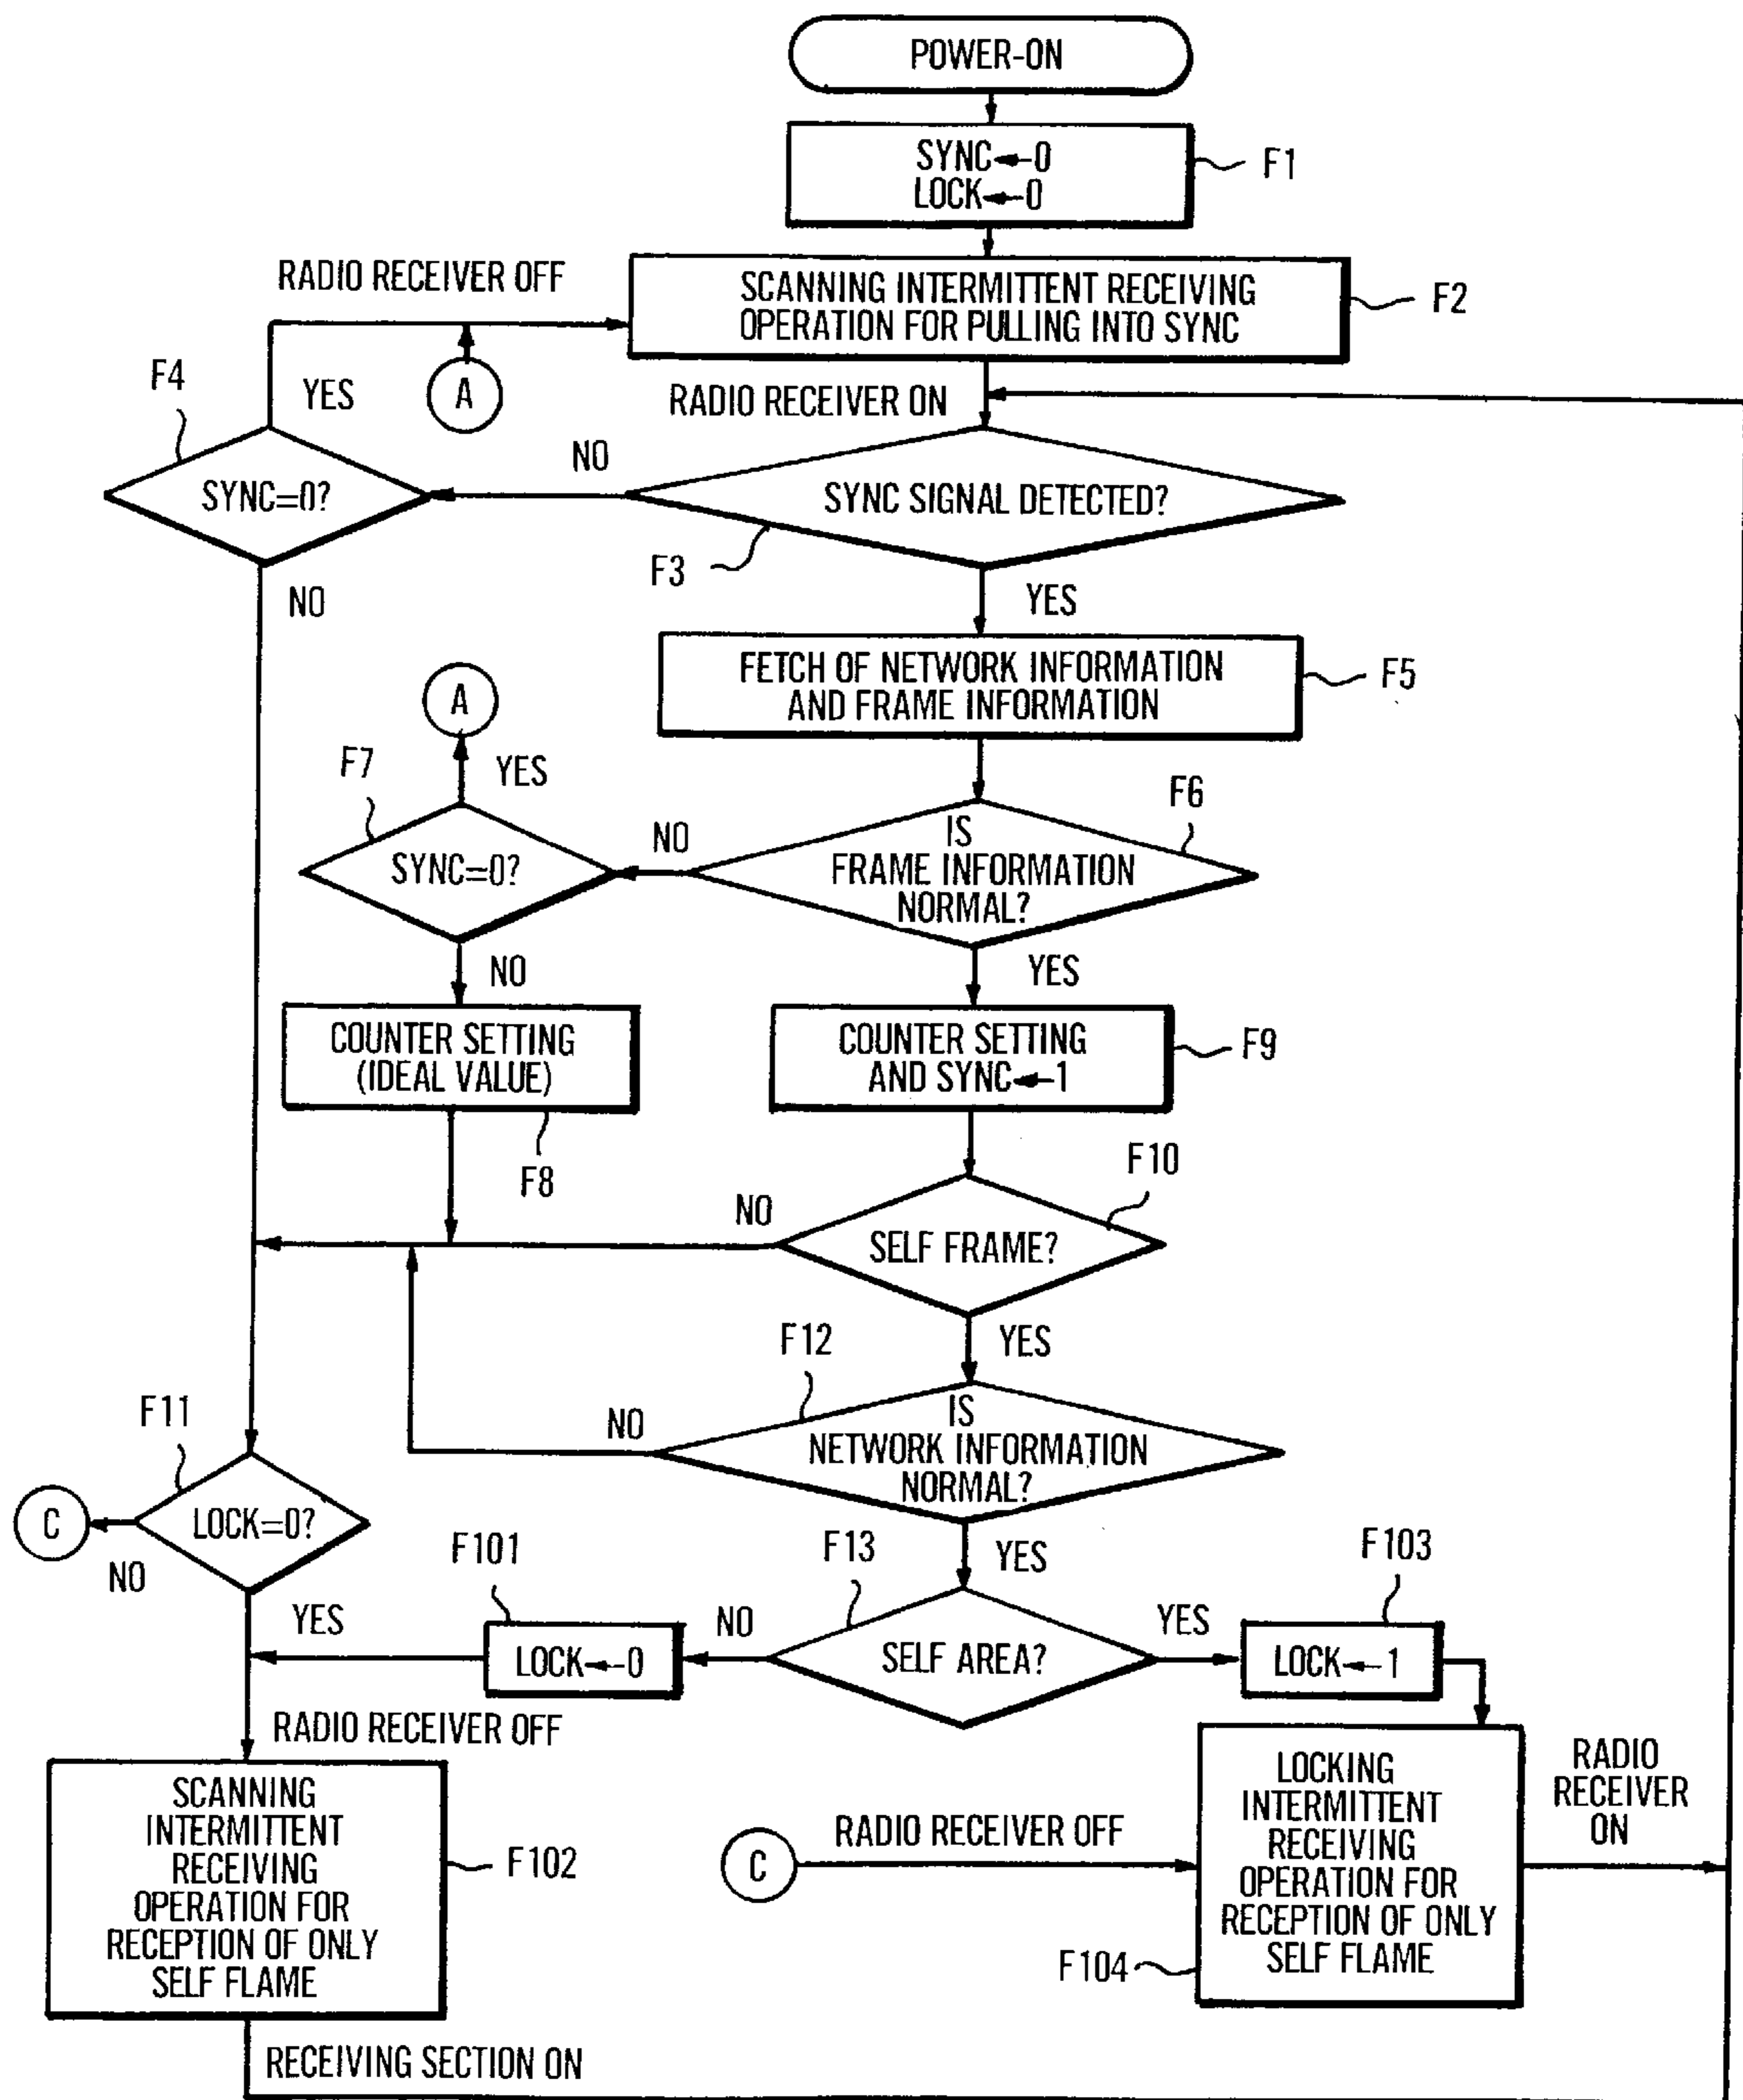 POWER-ON
SYNC←0
LOCK←0
F1
RADIO RECEIVER OFF
SCANNING INTERMITTENT RECEIVING
OPERATION FOR PULLING INTO SYNC
F2
A
F4
YES
RADIO RECEIVER ON
SYNC=0?
NO
SYNC SIGNAL DETECTED?
F3
NO
YES
FETCH OF NETWORK INFORMATION
AND FRAME INFORMATION
F5
A
F7
YES
F6
SYNC=0?
NO
IS
FRAME INFORMATION
NORMAL?
NO
YES
COUNTER SETTING
(IDEAL VALUE)
F8
COUNTER SETTING
AND SYNC←1
F9
F10
NO
SELF FRAME?
YES
F12
NO
IS
NETWORK INFORMATION
NORMAL?
F11
C
LOCK=0?
NO
YES
F101
LOCK←0
NO
F13
YES
SELF AREA?
YES
F103
LOCK←1
RADIO RECEIVER OFF
SCANNING
INTERMITTENT
RECEIVING
OPERATION FOR
RECEPTION OF ONLY
SELF FLAME
F102
C
RADIO RECEIVER OFF
LOCKING
INTERMITTENT
RECEIVING
OPERATION FOR
RECEPTION OF ONLY
SELF FLAME
F104
RADIO
RECEIVER
ON
RECEIVING SECTION ON